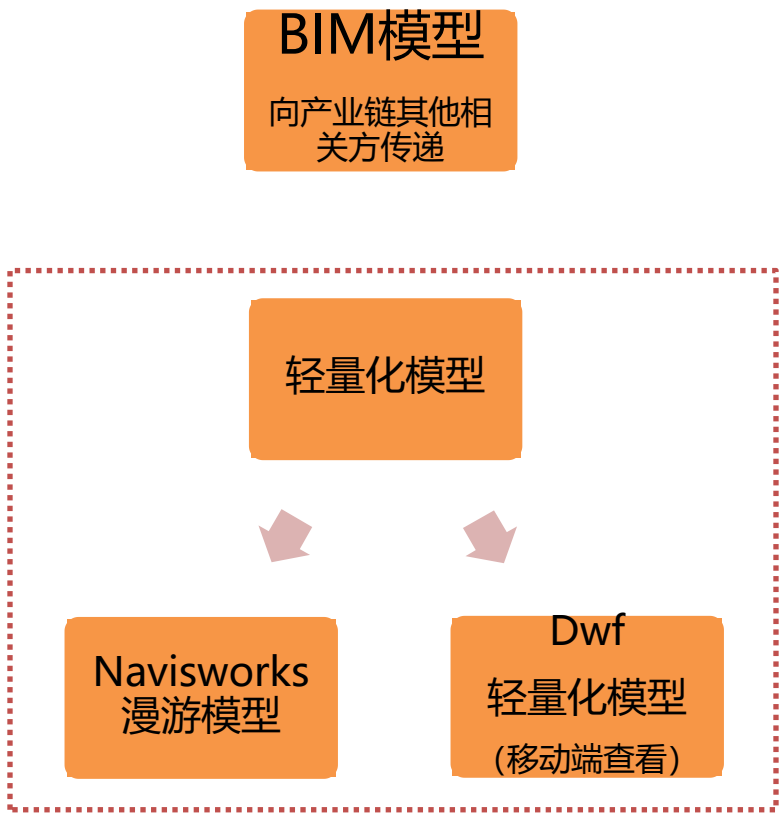 BIM模型
向产业链其他相
关方传递
轻量化模型
Navisworks
漫游模型
Dwf
轻量化模型
（移动端查看）